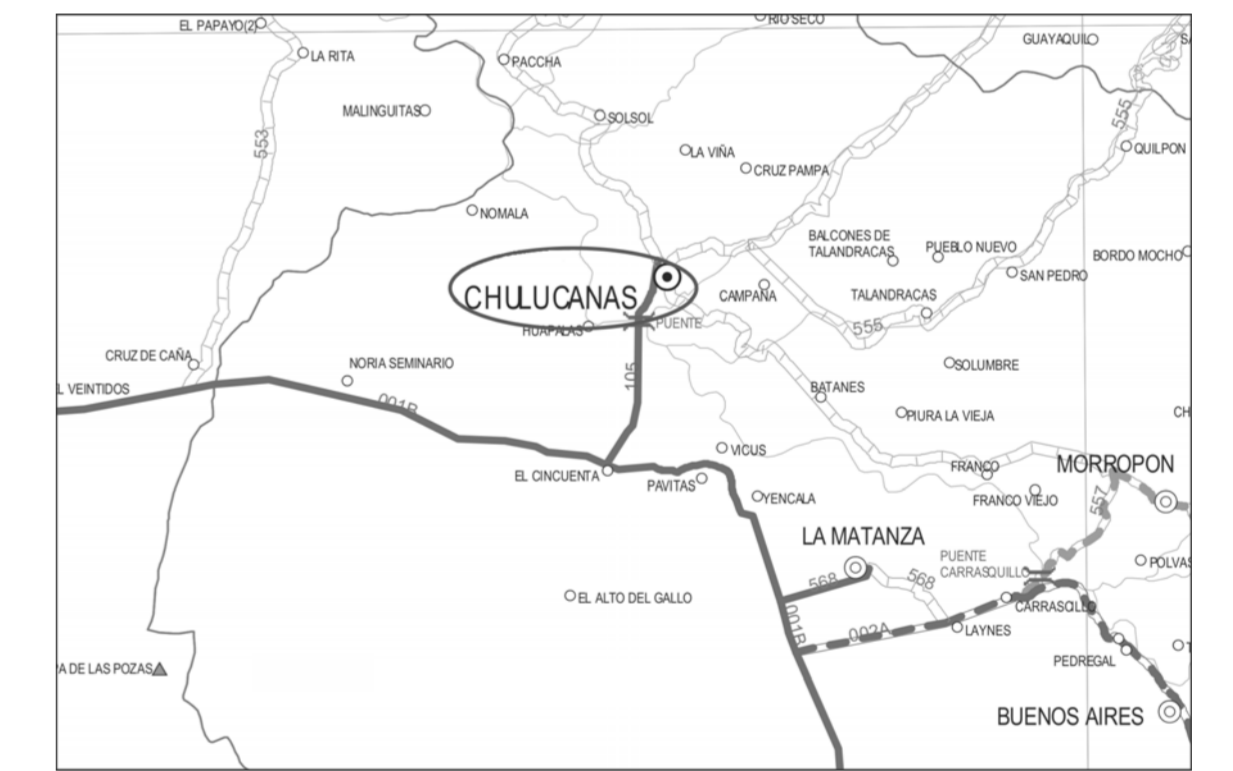 EL PAPAYO(2)
RIO SECO
GUAYAQUIL
SA
LA RITA
PACCHA
MALINGUITAS
SOLSOL
555
553
LA VIÑA
QUILPON
CRUZ PAMPA
NOMALA
BALCONES DE
TALANDRACAS
PUEBLO NUEVO
BORDO MOCHO
SAN PEDRO
CHULUCANAS
CAMPAÑA
TALANDRACAS
HUAPALAS
PUENTE
555
CRUZ DE CAÑA
NORIA SEMINARIO
SOLUMBRE
L VEINTIDOS
105
BATANES
001B
PIURA LA VIEJA
CH
VICUS
MORROPON
FRANCO
EL CINCUENTA
PAVITAS
YENCALA
FRANCO VIEJO
557
LA MATANZA
PUENTE
CARRASQUILLO
POLVAS
568
568
EL ALTO DEL GALLO
CARRASCILLO
001B
002A
LAYNES
T
PEDREGAL
PA DE LAS POZAS
BUENOS AIRES